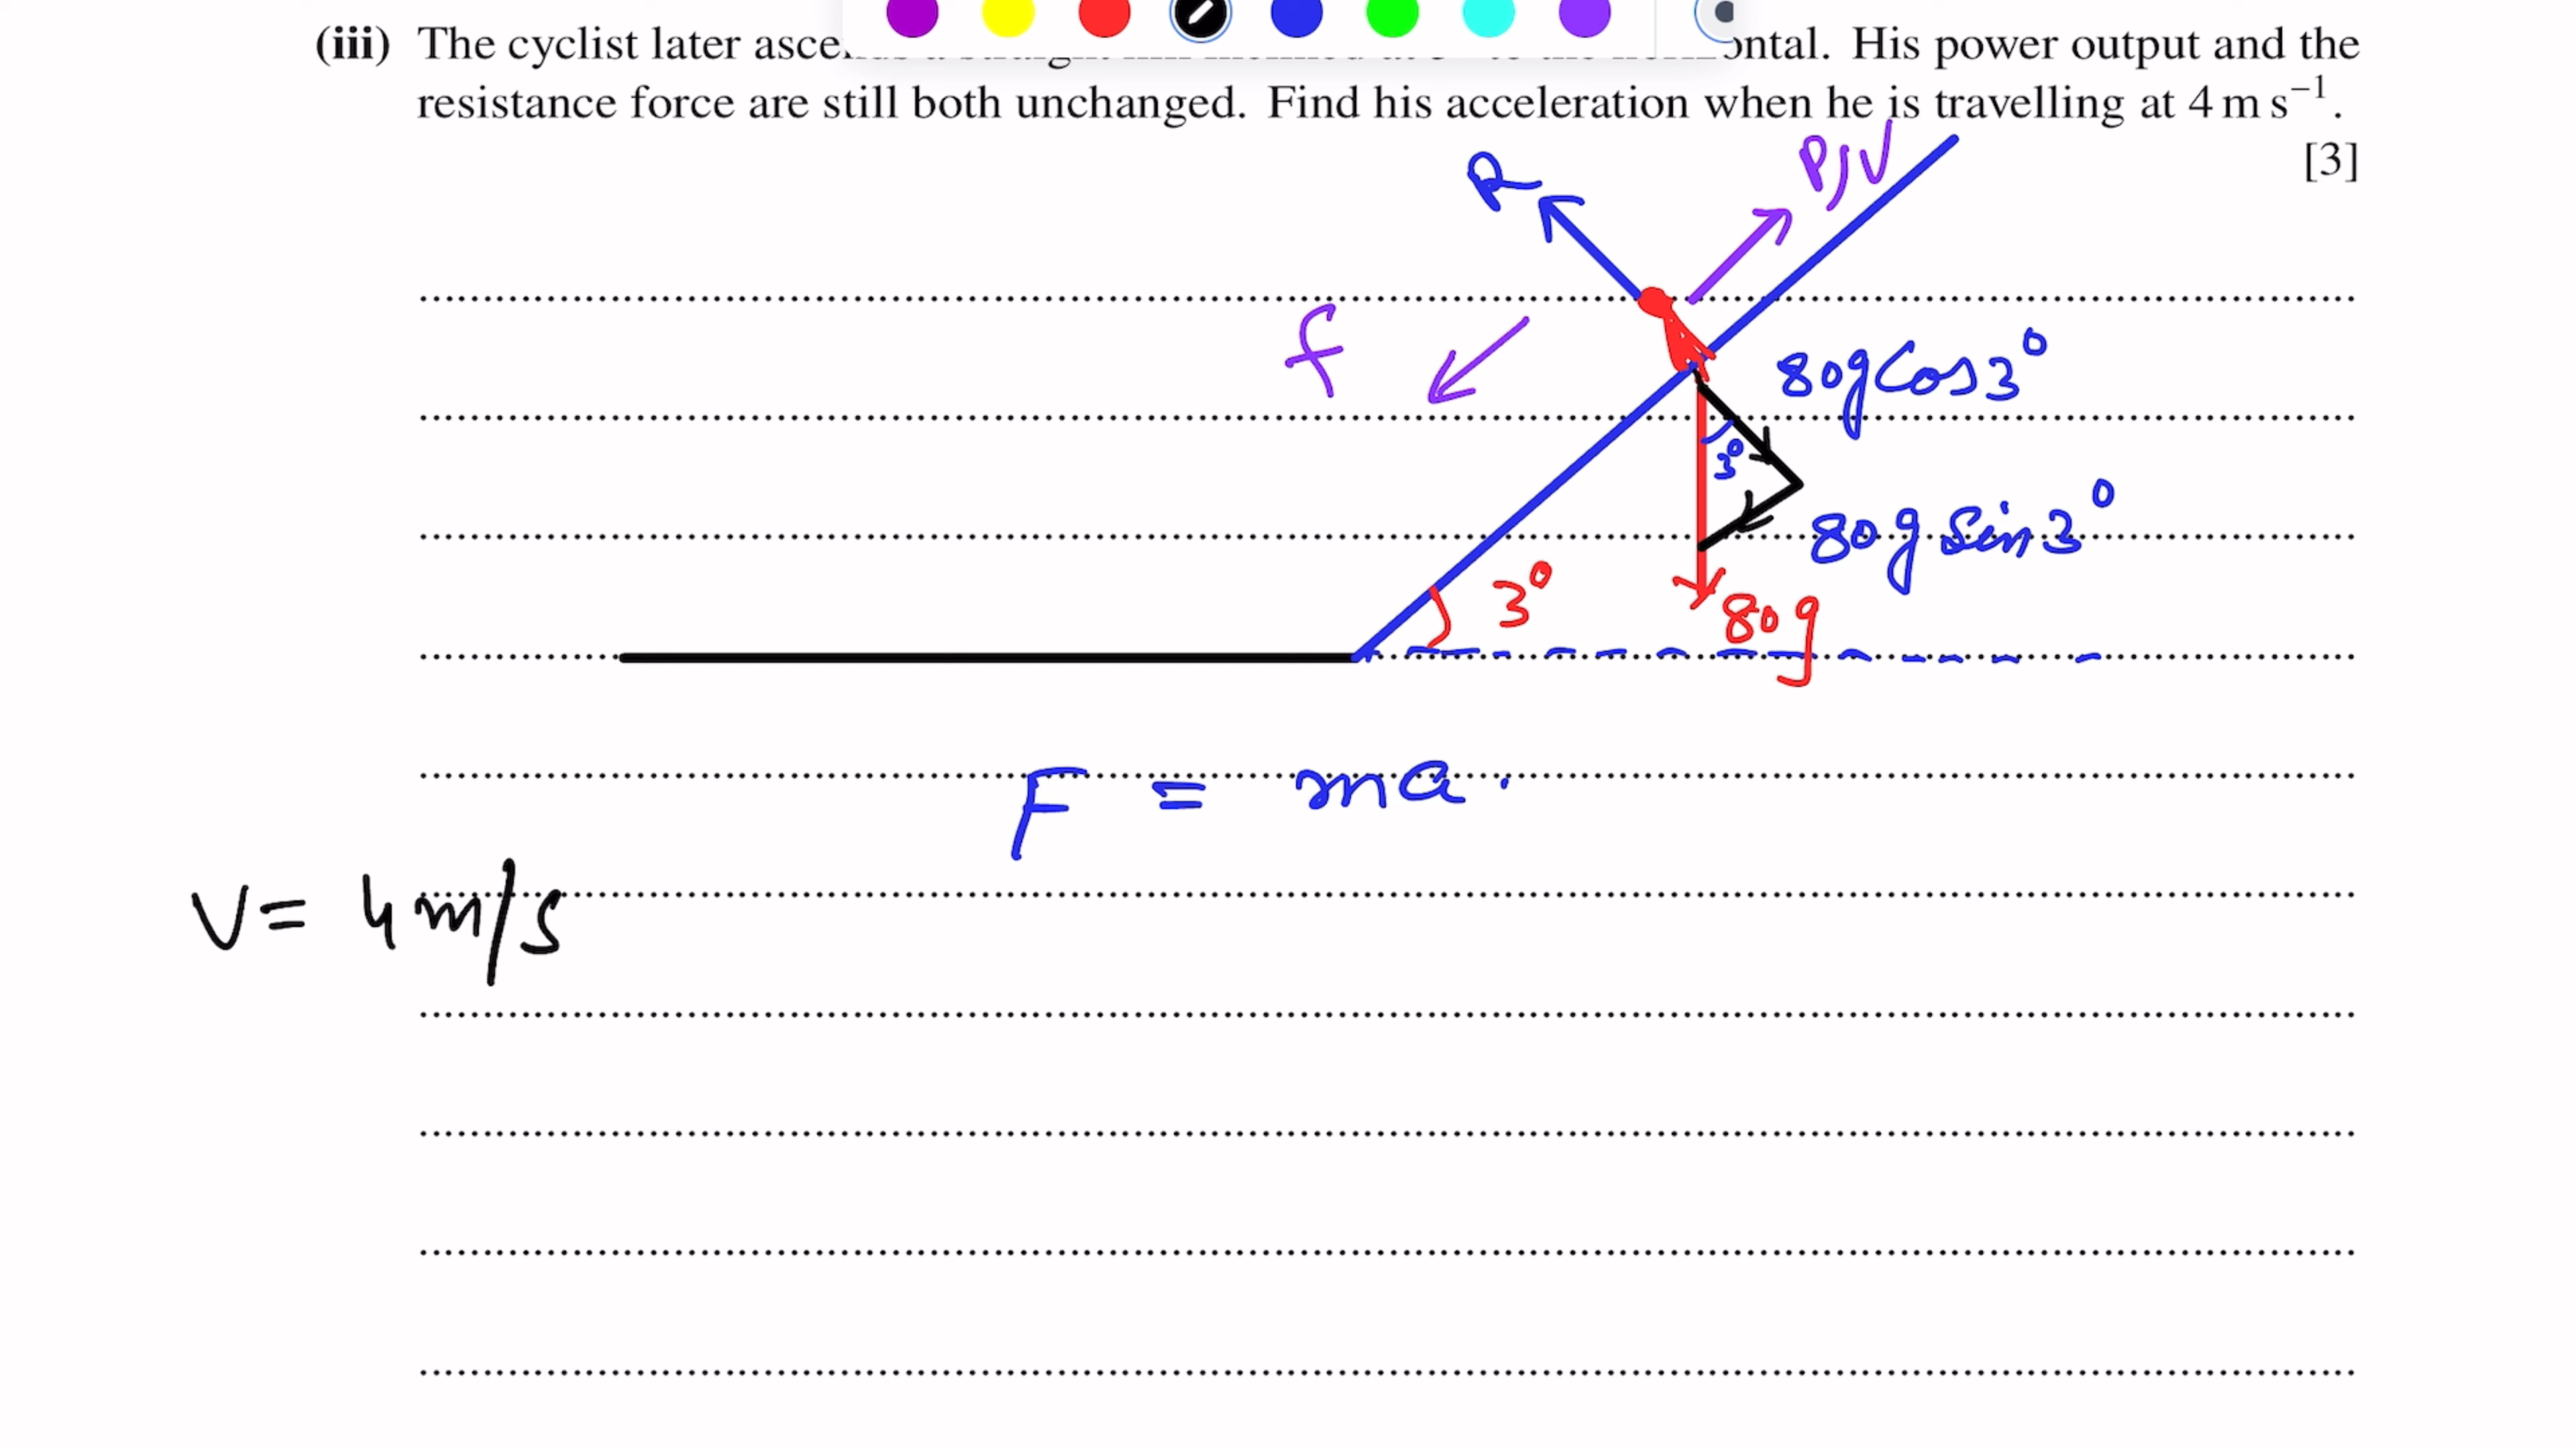 (iii) The cyclist later asce ontal. His power output and the
resistance force are still both unchanged. Find his acceleration when he is travelling at 4 m s⁻¹.
[3]
R
P/V
f
80g cos 3°
3°
80g sin 3°
3°
80g
F = ma.
V = 4 m/s